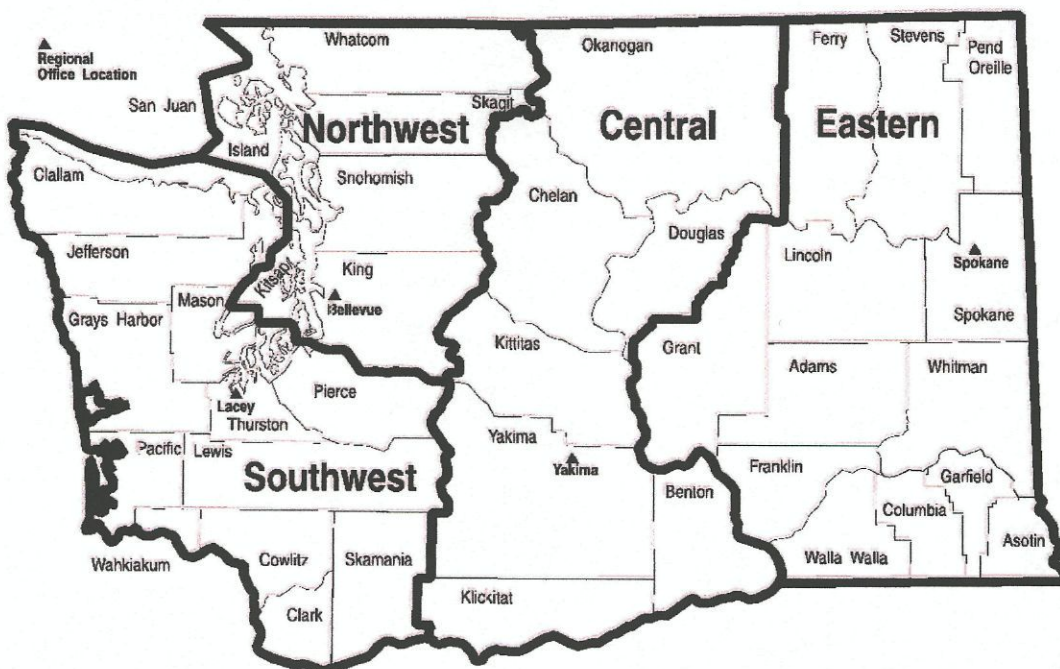 ▲
Regional
Office Location
San Juan
Whatcom
Skagit
Northwest
Island
Snohomish
King
Kitsap
▲
Bellevue
Okanogan
Central
Chelan
Douglas
Kittitas
Yakima
▲
Yakima
Benton
Klickitat
Ferry
Stevens
Pend
Oreille
Eastern
Lincoln
▲
Spokane
Spokane
Grant
Adams
Whitman
Franklin
Garfield
Columbia
Walla Walla
Asotin
Clallam
Jefferson
Mason
Grays Harbor
▲
Lacey
Thurston
Pierce
Pacific
Lewis
Southwest
Wahkiakum
Cowlitz
Skamania
Clark